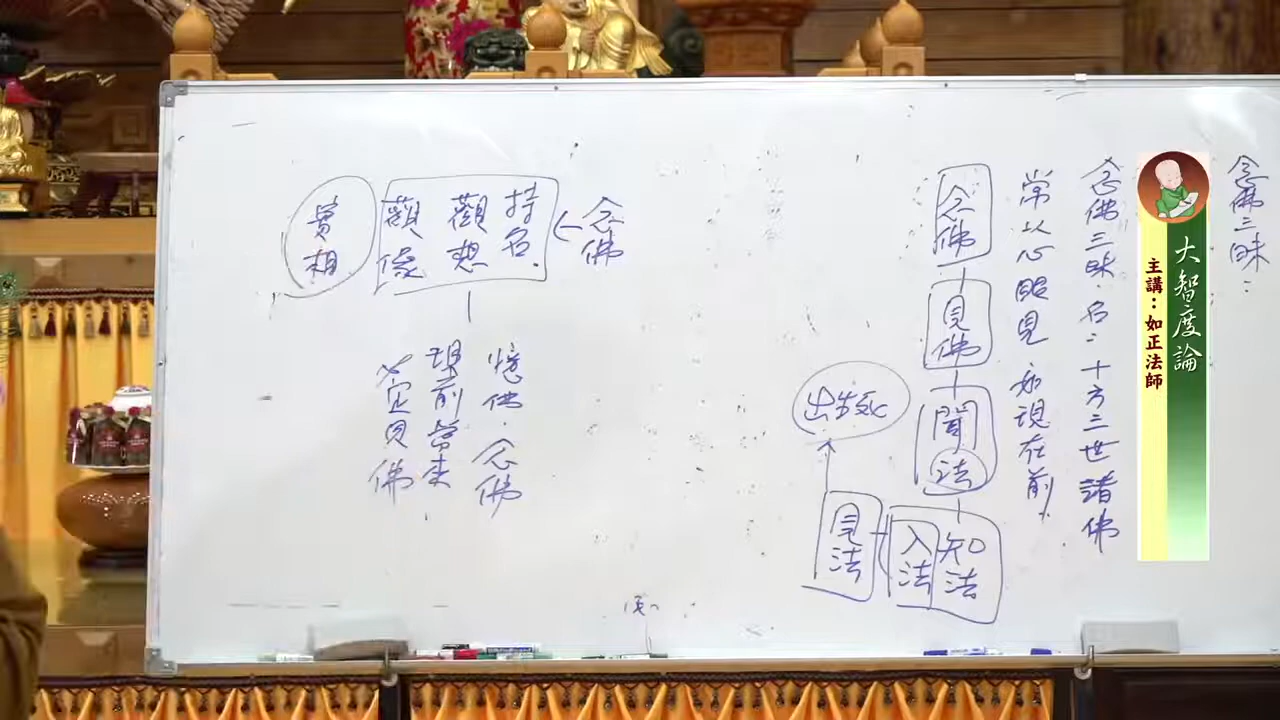 念佛三昧：
大智度論
主講：如正法師
念佛三昧．名：十方三世諸佛
常以心眼見如現在前．
念佛
見佛
聞法
知法
入法
見法
出生死
念佛
持名．
觀想
觀像
實相
憶佛．念佛
現前當來
必定見佛